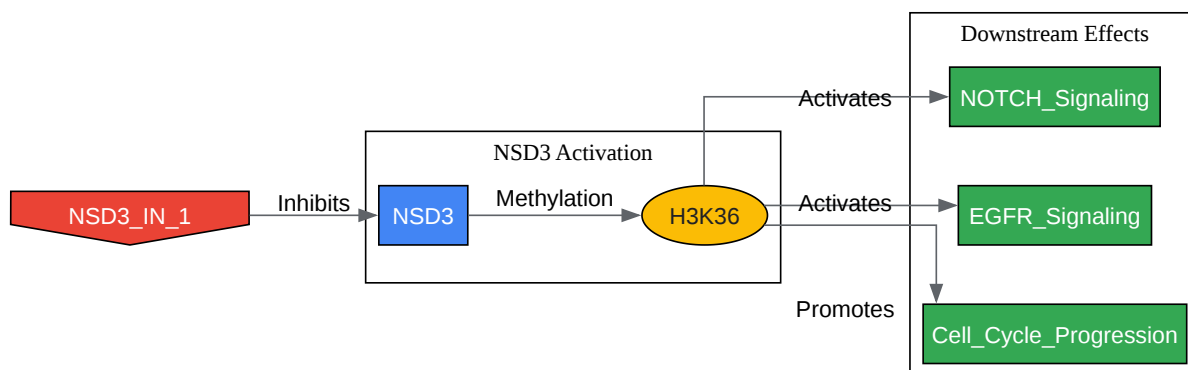 Downstream Effects
NOTCH_Signaling
Activates
NSD3 Activation
NSD3_IN_1
Inhibits
NSD3
Methylation
H3K36
Activates
EGFR_Signaling
Promotes
Cell_Cycle_Progression